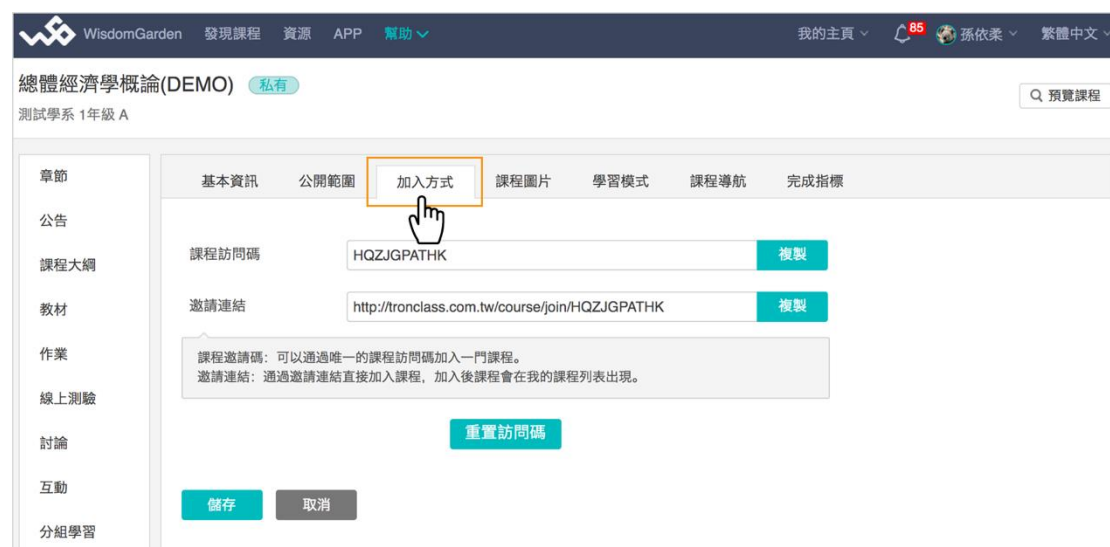 WisdomGarden 發現課程 資源 APP 幫助 我的主頁 85 孫依柔 繁體中文
總體經濟學概論(DEMO) 私有
測試學系 1年級 A
預覽課程
章節
公告
課程大綱
教材
作業
線上測驗
討論
互動
分組學習
基本資訊 公開範圍 加入方式 課程圖片 學習模式 課程導航 完成指標
課程訪問碼 HQZJGPATHK 複製
邀請連結 http://tronclass.com.tw/course/join/HQZJGPATHK 複製
課程邀請碼：可以通過唯一的課程訪問碼加入一門課程。
邀請連結：通過邀請連結直接加入課程，加入後課程會在我的課程列表出現。
重置訪問碼
儲存 取消